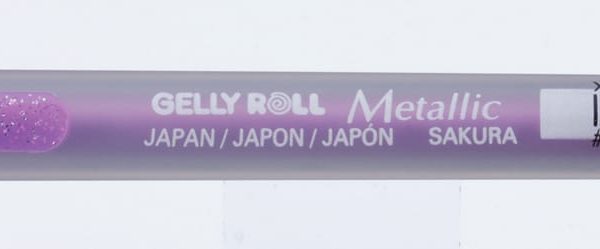 GELLY ROLL Metallic
JAPAN / JAPON / JAPÓN SAKURA